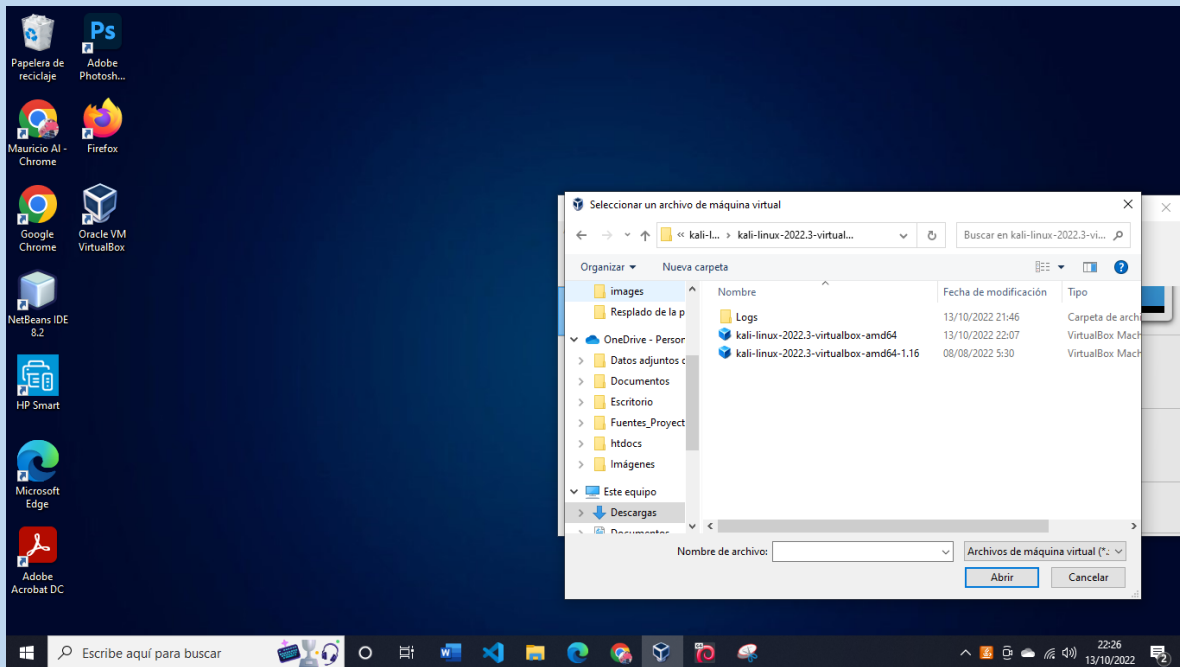 Papelera de
reciclaje
Ps
Adobe
Photosh...
Mauricio AI -
Chrome
Firefox
Google
Chrome
Oracle VM
VirtualBox
NetBeans IDE
8.2
HP Smart
Microsoft
Edge
Adobe
Acrobat DC
Seleccionar un archivo de máquina virtual
« kali-l... › kali-linux-2022.3-virtual...
Buscar en kali-linux-2022.3-vi...
Organizar
Nueva carpeta
images
Resplado de la p
OneDrive - Person
Datos adjuntos
Documentos
Escritorio
Fuentes_Proyect
htdocs
Imágenes
Este equipo
Descargas
Documentos
Nombre Fecha de modificación Tipo
Logs 13/10/2022 21:46 Carpeta de archi
kali-linux-2022.3-virtualbox-amd64 13/10/2022 22:07 VirtualBox Mach
kali-linux-2022.3-virtualbox-amd64-1.16 08/08/2022 5:30 VirtualBox Mach
Nombre de archivo:
Archivos de máquina virtual (*.
Abrir
Cancelar
Escribe aquí para buscar
22:26
13/10/2022
2